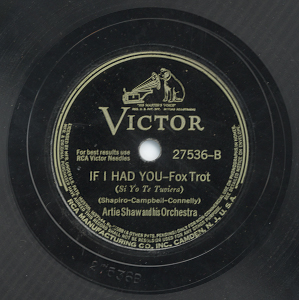 "HIS MASTER'S VOICE"
VICTOR
For best results use
RCA Victor Needles
27536-B
IF I HAD YOU-Fox Trot
(Si Yo Te Tuviera)
(Shapiro-Campbell-Connelly)
Artie Shaw and his Orchestra
RCA MANUFACTURING CO., INC. CAMDEN, N. J., U.S.A.